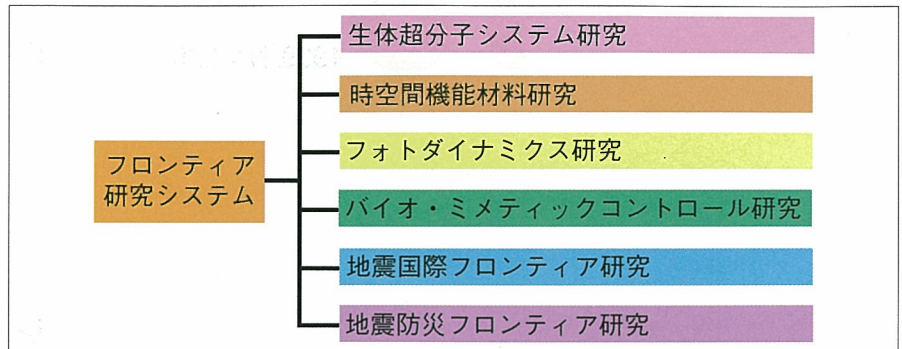 フロンティア
研究システム
生体超分子システム研究
時空間機能材料研究
フォトダイナミクス研究
バイオ・ミメティックコントロール研究
地震国際フロンティア研究
地震防災フロンティア研究